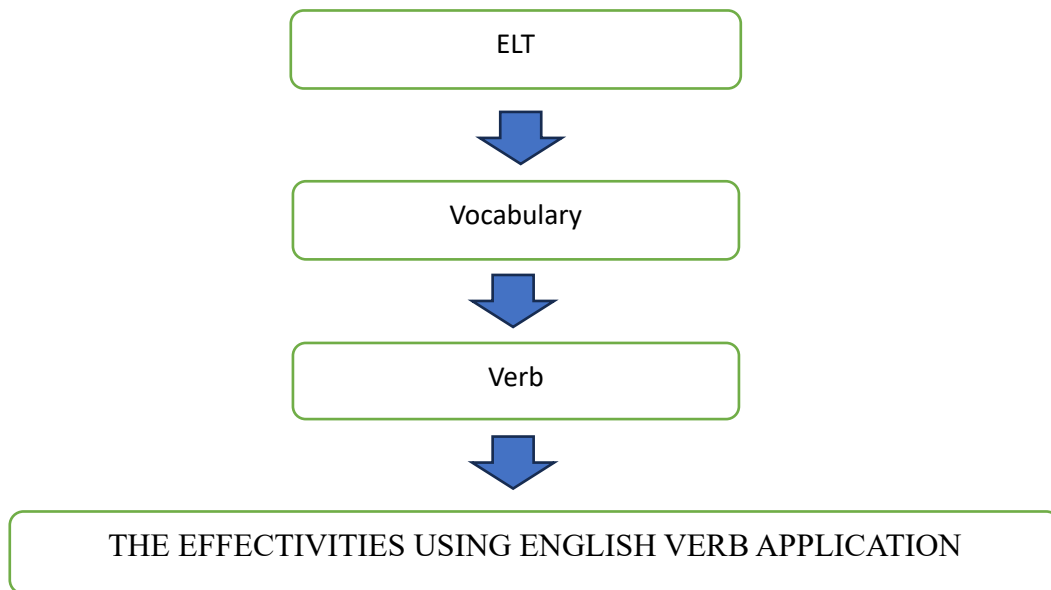 ELT
Vocabulary
Verb
THE EFFECTIVITIES USING ENGLISH VERB APPLICATION